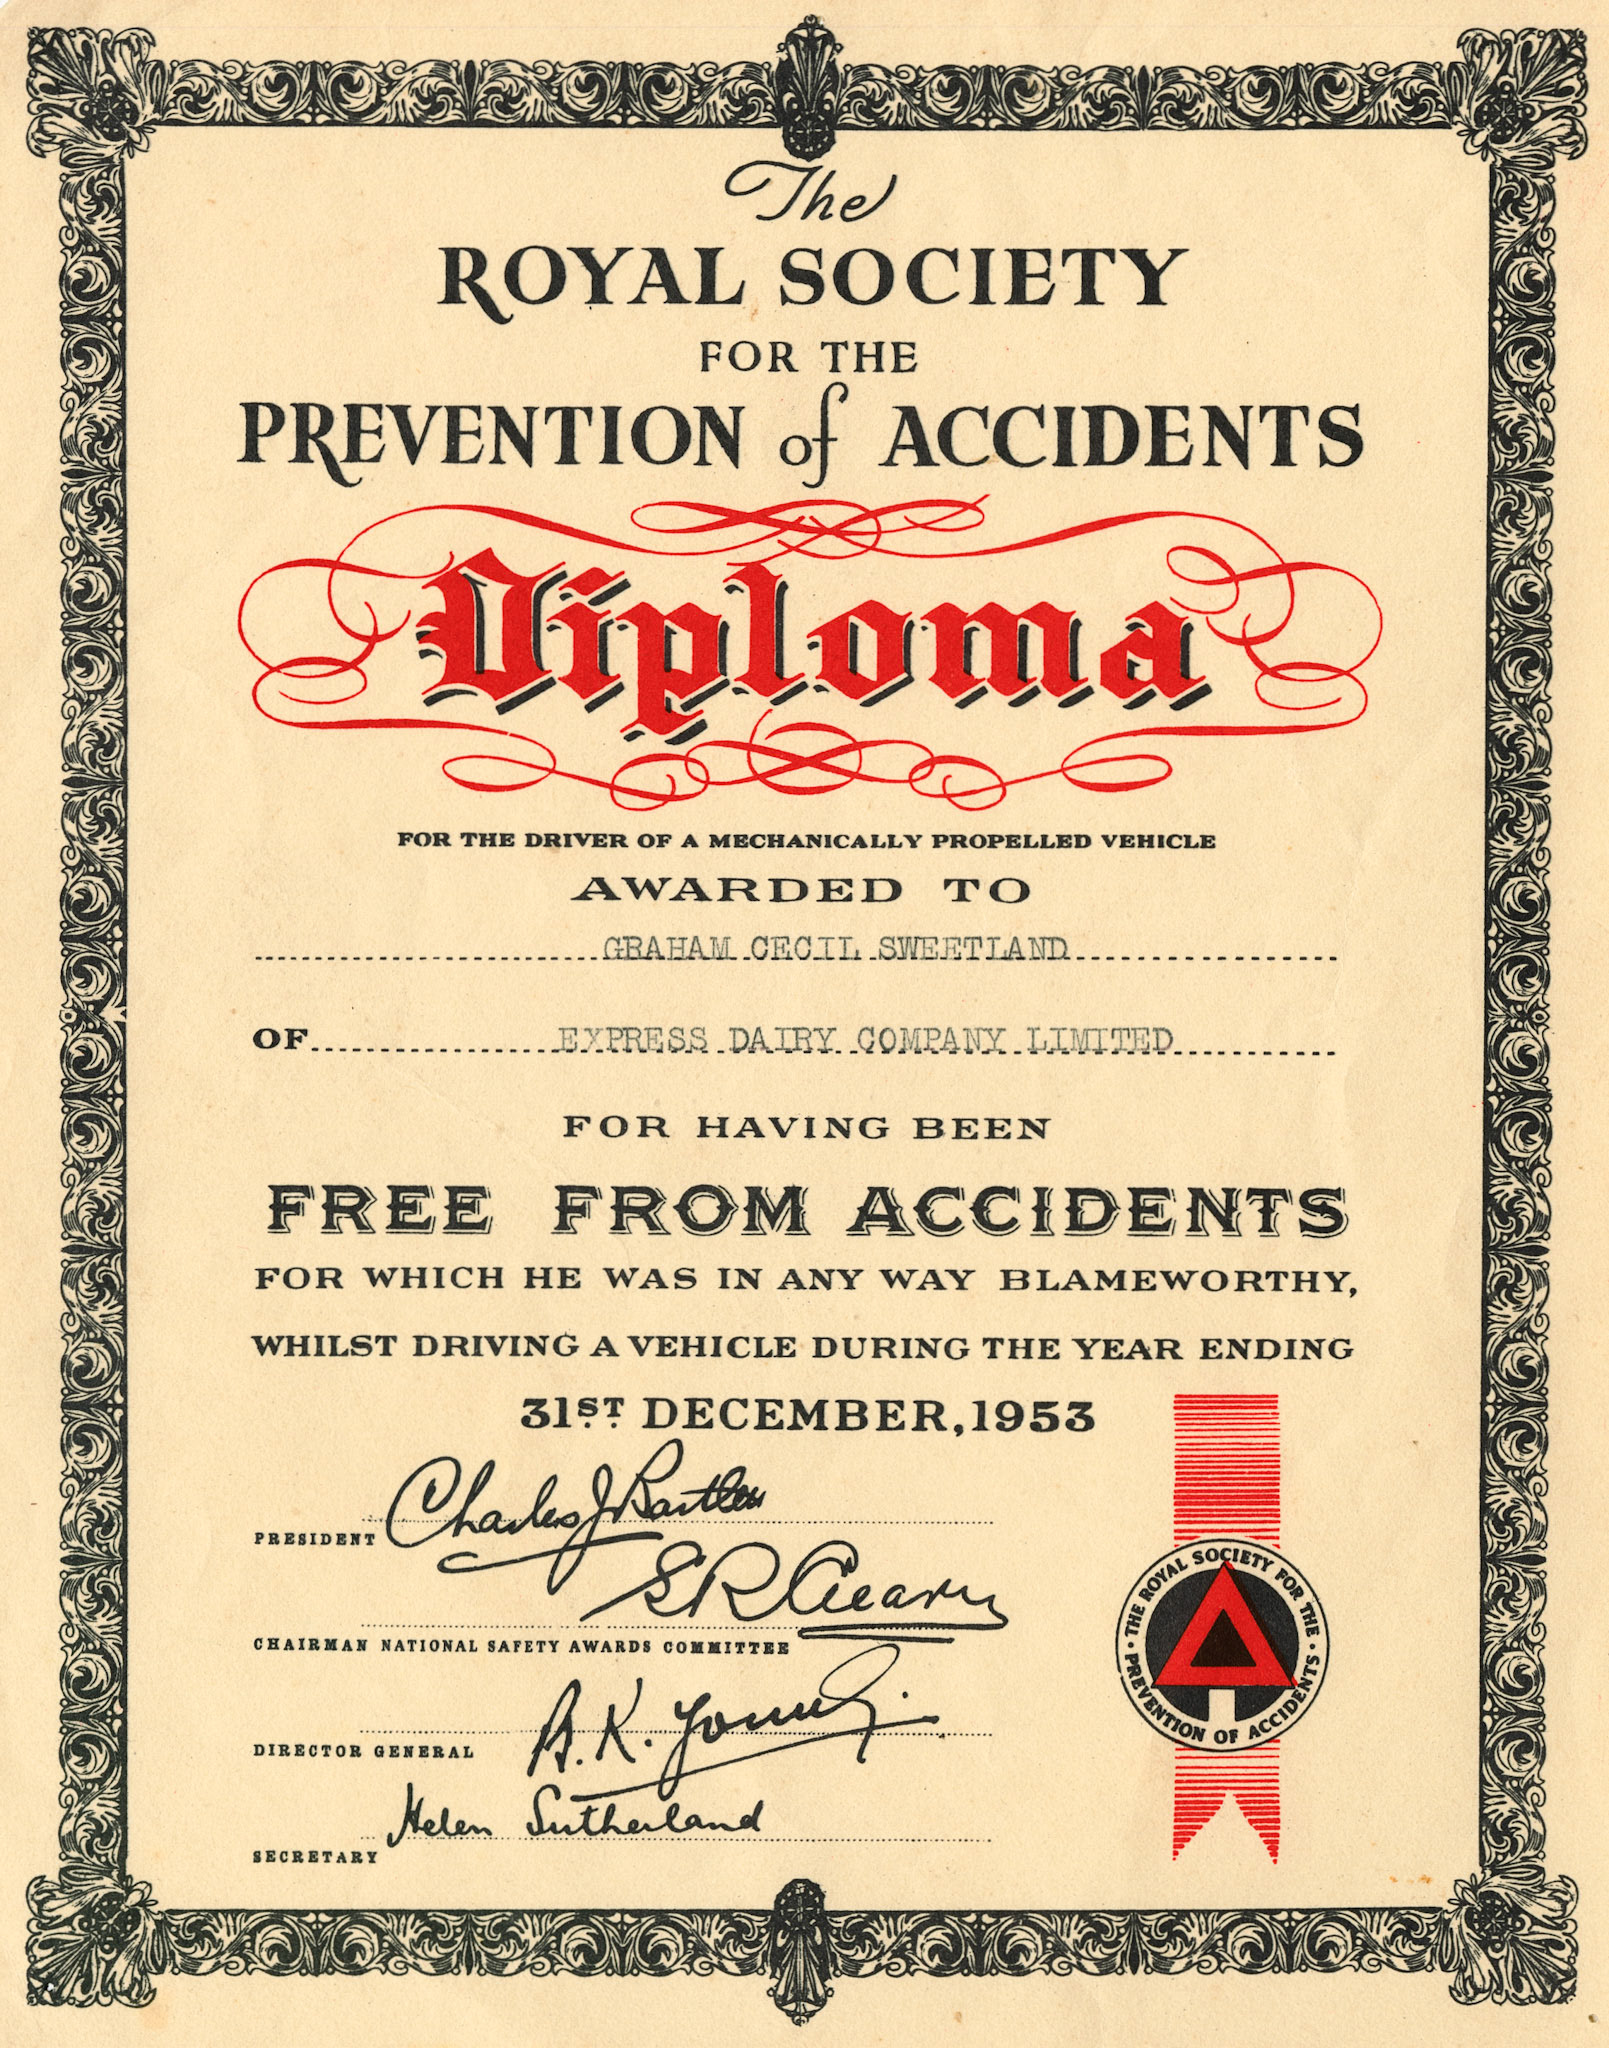 The
ROYAL SOCIETY
FOR THE
PREVENTION of ACCIDENTS
Diploma
FOR THE DRIVER OF A MECHANICALLY PROPELLED VEHICLE
AWARDED TO
GRAHAM CECIL SWEETLAND
OF EXPRESS DAIRY COMPANY LIMITED
FOR HAVING BEEN
FREE FROM ACCIDENTS
FOR WHICH HE WAS IN ANY WAY BLAMEWORTHY,
WHILST DRIVING A VEHICLE DURING THE YEAR ENDING
31ST DECEMBER, 1953
PRESIDENT Charles J Bartlett
CHAIRMAN NATIONAL SAFETY AWARDS COMMITTEE
DIRECTOR GENERAL
SECRETARY Helen Sutherland
THE ROYAL SOCIETY FOR THE
PREVENTION OF ACCIDENTS